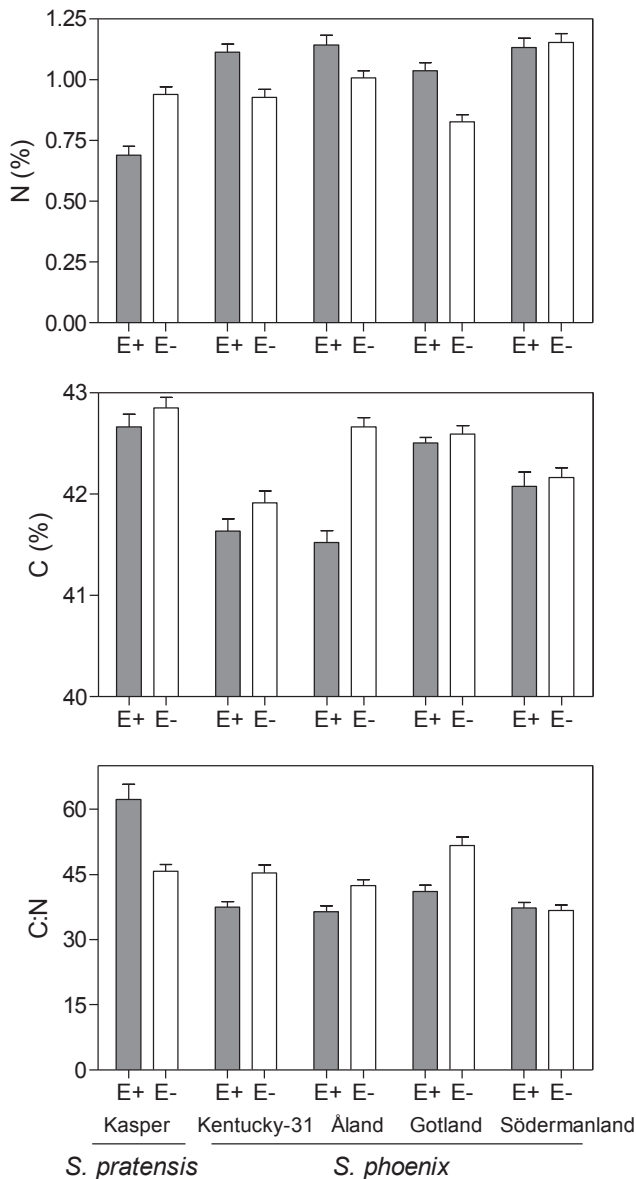 1.25
1.00
0.75
0.50
0.25
0.00
N (%)
E+ E- E+ E- E+ E- E+ E- E+ E-
43
42
41
40
C (%)
E+ E- E+ E- E+ E- E+ E- E+ E-
60
45
30
15
0
C:N
E+ E- E+ E- E+ E- E+ E- E+ E-
Kasper Kentucky-31 Åland Gotland Södermanland
S. pratensis S. phoenix